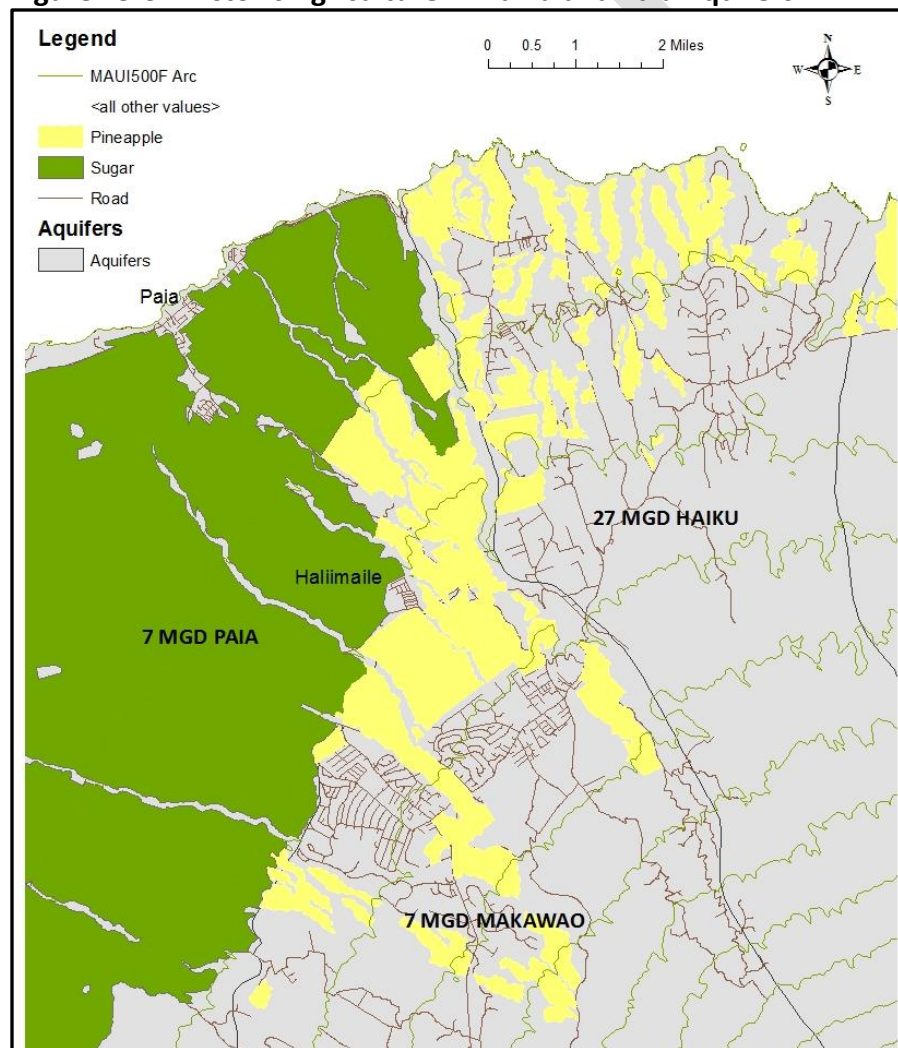 Legend
MAUI500F Arc
<all other values>
Pineapple
Sugar
Road
Aquifers
Aquifers
0 0.5 1 2 Miles
N
W E
S
Paia
27 MGD HAIKU
Haliimaile
7 MGD PAIA
7 MGD MAKAWAO